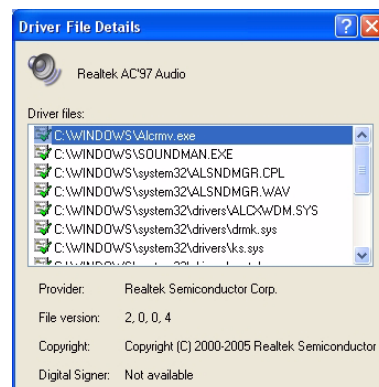 Driver File Details
Realtek AC'97 Audio
Driver files:
C:\WINDOWS\Alcrmv.exe
C:\WINDOWS\SOUNDMAN.EXE
C:\WINDOWS\system32\ALSNDMGR.CPL
C:\WINDOWS\system32\ALSNDMGR.WAV
C:\WINDOWS\system32\drivers\ALCXWDM.SYS
C:\WINDOWS\system32\drivers\drmk.sys
C:\WINDOWS\system32\drivers\ks.sys
Provider: Realtek Semiconductor Corp.
File version: 2, 0, 0, 4
Copyright: Copyright (C) 2000-2005 Realtek Semiconductor
Digital Signer: Not available